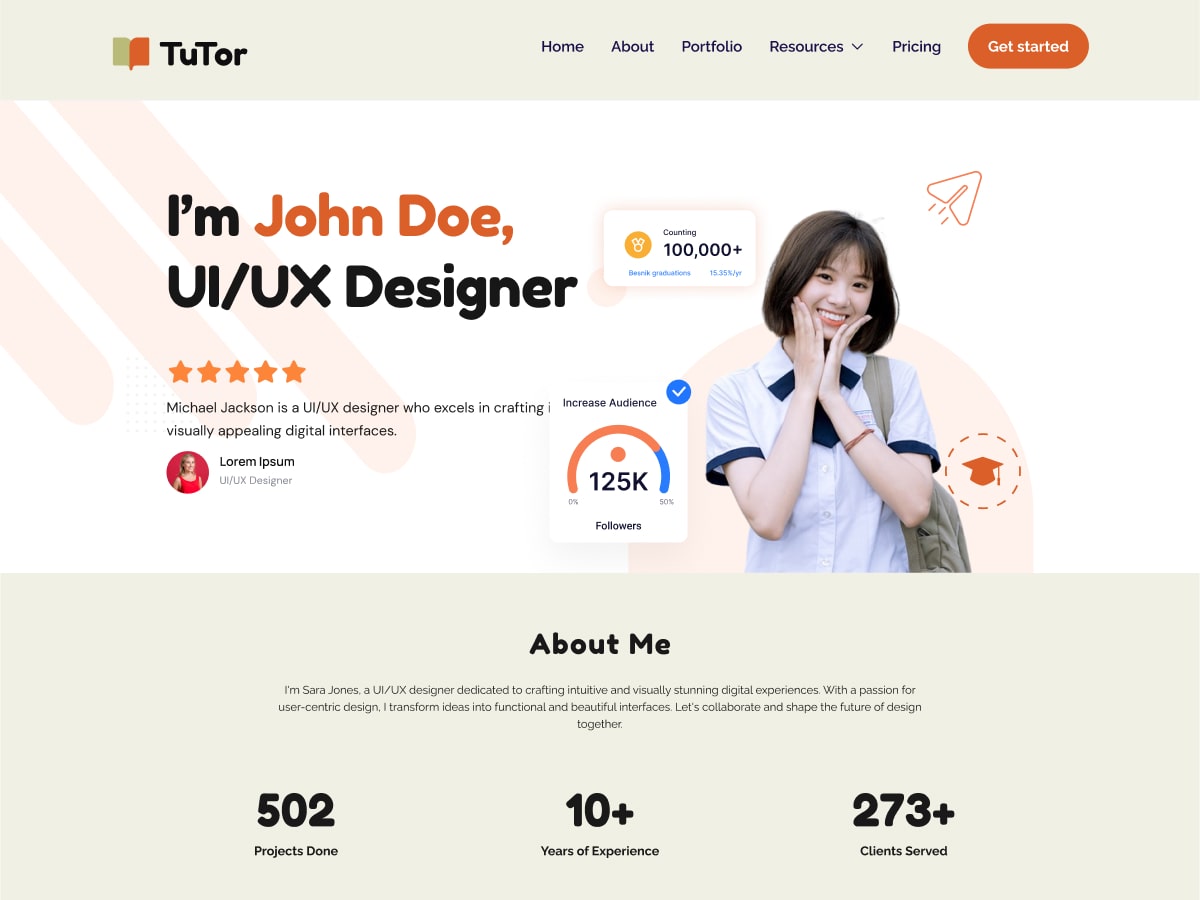 TuTor
Home About Portfolio Resources Pricing Get started
I'm John Doe,
UI/UX Designer
Counting
100,000+
Besnik graduations 15.35%/yr
Michael Jackson is a UI/UX designer who excels in crafting
visually appealing digital interfaces.
Lorem Ipsum
UI/UX Designer
Increase Audience
125K
0% 50%
Followers
About Me
I'm Sara Jones, a UI/UX designer dedicated to crafting intuitive and visually stunning digital experiences. With a passion for
user-centric design, I transform ideas into functional and beautiful interfaces. Let's collaborate and shape the future of design
together.
502 10+ 273+
Projects Done Years of Experience Clients Served